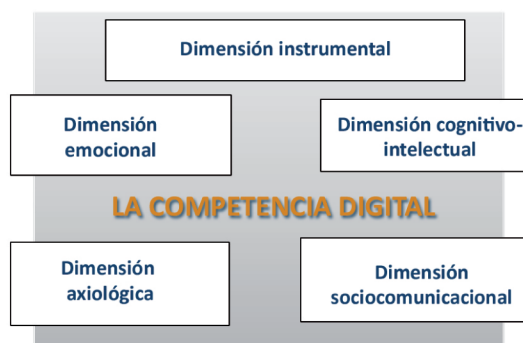 Dimensión instrumental
Dimensión
emocional
Dimensión cognitivo-
intelectual
LA COMPETENCIA DIGITAL
Dimensión
axiológica
Dimensión
sociocomunicacional